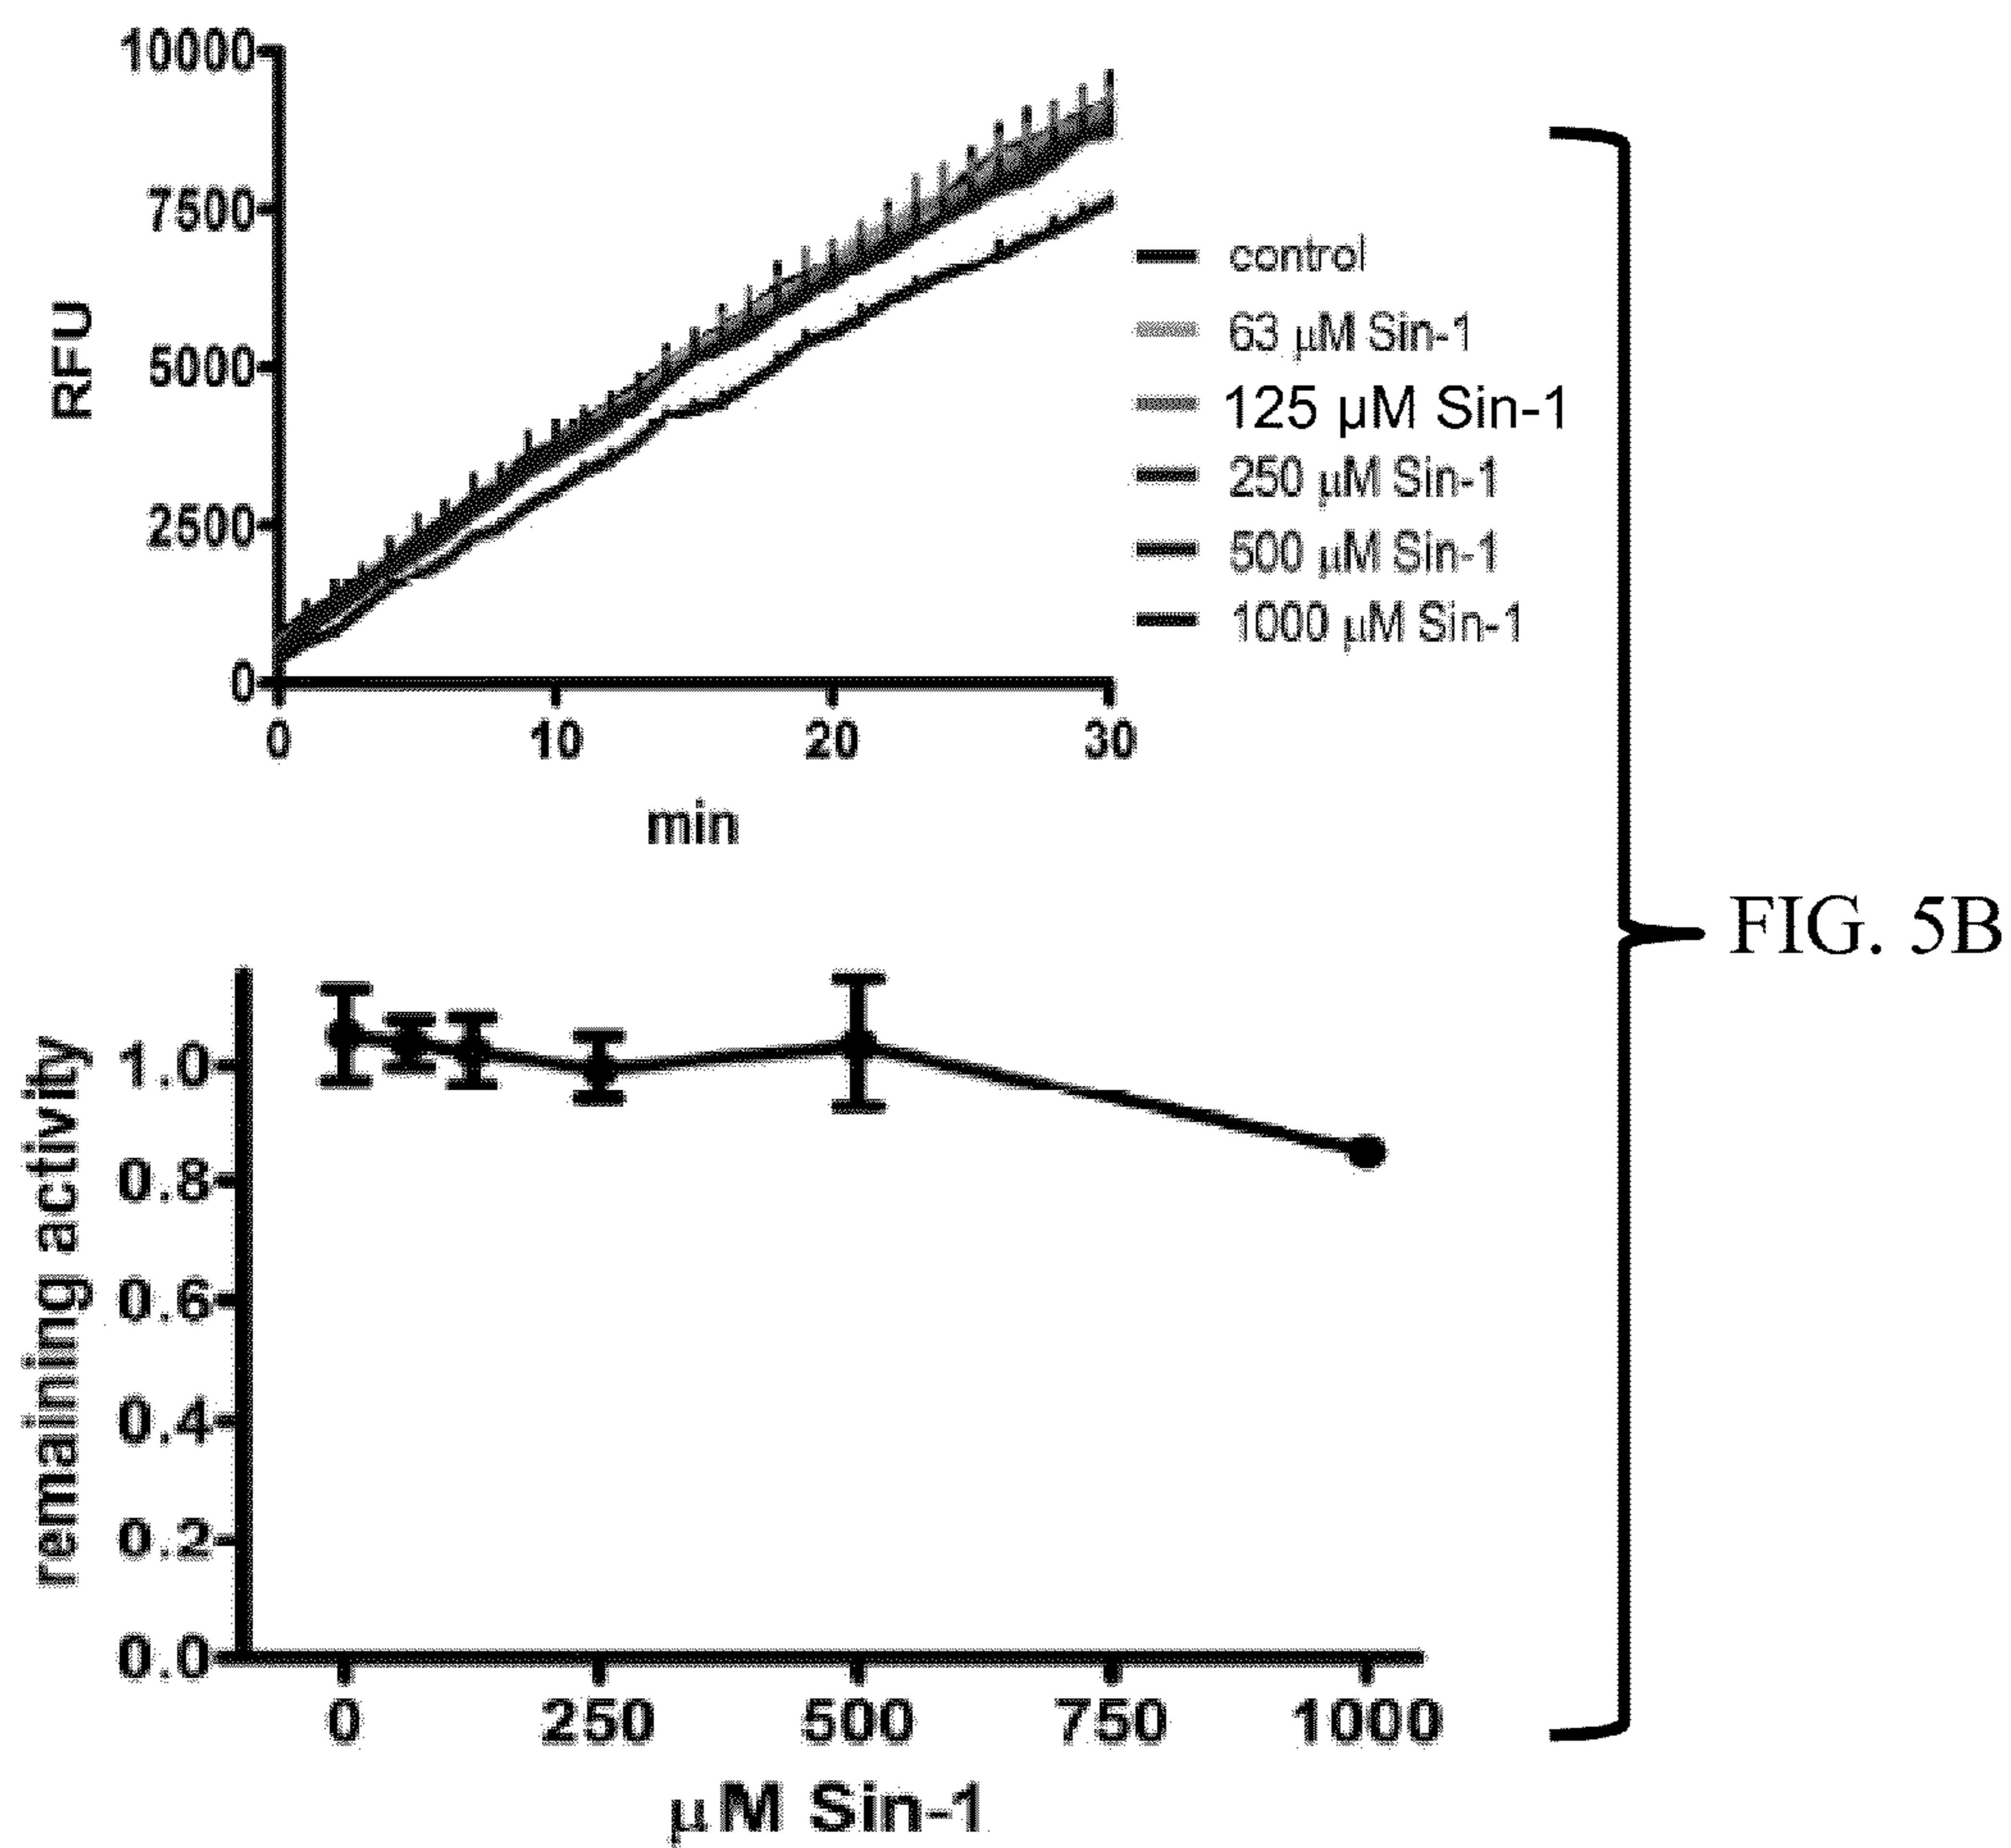 10000
7500
5000
2500
0
RFU
0 10 20 30
min
control
63 μM Sin-1
125 μM Sin-1
250 μM Sin-1
500 μM Sin-1
1000 μM Sin-1
FIG. 5B
1.0
0.8
0.6
0.4
0.2
0.0
remaining activity
0 250 500 750 1000
μM Sin-1